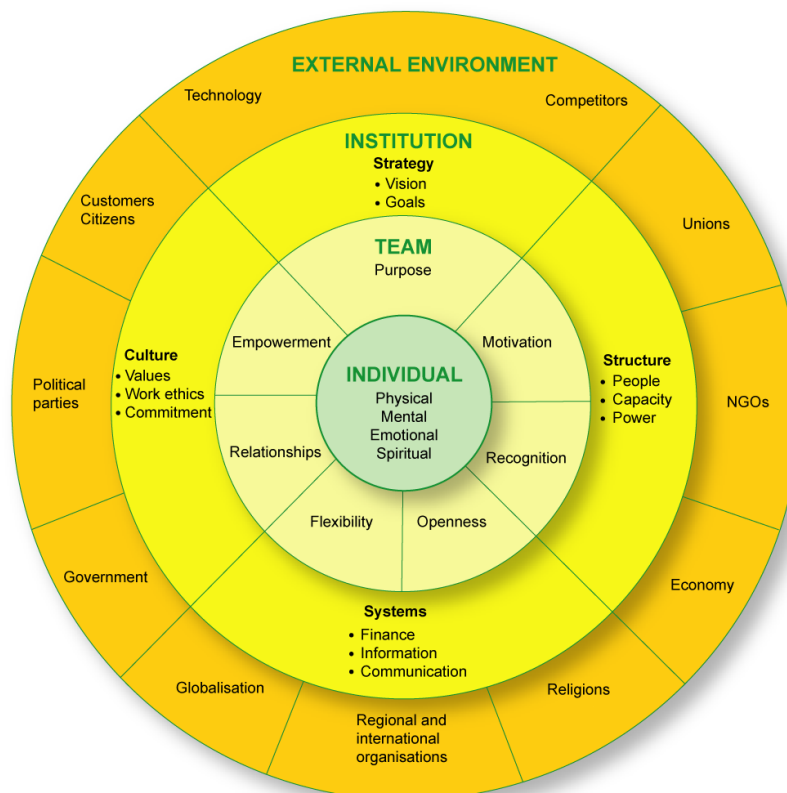 EXTERNAL ENVIRONMENT
Technology
Competitors
INSTITUTION
Strategy
• Vision
• Goals
Customers
Citizens
Unions
TEAM
Purpose
Empowerment
Motivation
Culture
• Values
• Work ethics
• Commitment
Structure
• People
• Capacity
• Power
Political
parties
NGOs
INDIVIDUAL
Physical
Mental
Emotional
Spiritual
Relationships
Recognition
Flexibility
Openness
Government
Economy
Systems
• Finance
• Information
• Communication
Globalisation
Religions
Regional and
international
organisations